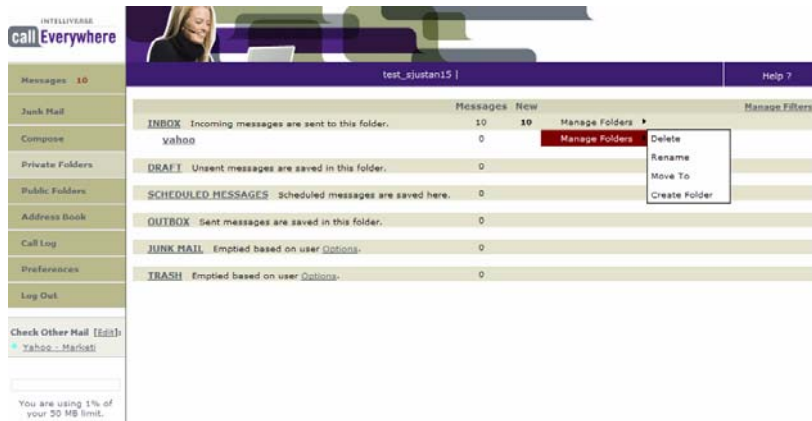 INTELLIVERSE
call Everywhere
test_sjustan15 |
Help ?
Messages 10
Junk Mail
Compose
Private Folders
Public Folders
Address Book
Call Log
Preferences
Log Out
Check Other Mail [Edit]:
Yahoo - Marketi
You are using 1% of
your 50 MB limit.
Messages New
Manage Filters
INBOX Incoming messages are sent to this folder. 10 10 Manage Folders
yahoo 0 Manage Folders
Delete
Rename
Move To
Create Folder
DRAFT Unsent messages are saved in this folder. 0
SCHEDULED MESSAGES Scheduled messages are saved here. 0
OUTBOX Sent messages are saved in this folder. 0
JUNK MAIL Emptied based on user Options. 0
TRASH Emptied based on user Options. 0